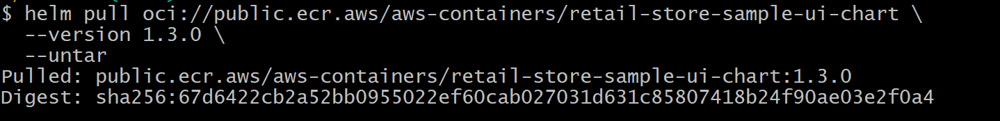 $ helm pull oci://public.ecr.aws/aws-containers/retail-store-sample-ui-chart \
--version 1.3.0 \
--untar
Pulled: public.ecr.aws/aws-containers/retail-store-sample-ui-chart:1.3.0
Digest: sha256:67d6422cb2a52bb0955022ef60cab027031d631c85807418b24f90ae03e2f0a4